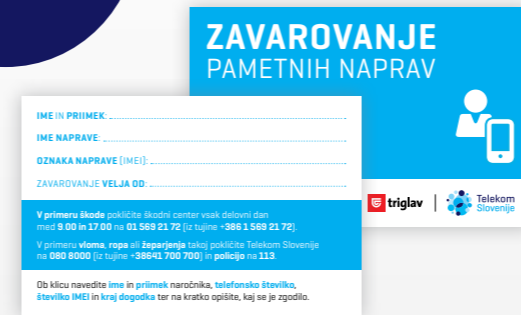 ZAVAROVANJE
PAMETNIH NAPRAV
triglav
Telekom
Slovenije
IME IN PRIIMEK:
IME NAPRAVE:
OZNAKA NAPRAVE (IMEI):
ZAVAROVANJE VELJA OD:
V primeru škode pokličite škodni center vsak delovni dan
med 9.00 in 17.00 na 01 569 21 72 (iz tujine +386 1 569 21 72).
V primeru vloma, ropa ali žeparjenja takoj pokličite Telekom Slovenije
na 080 8000 (iz tujine +38641 700 700) in policijo na 113.
Ob klicu navedite ime in priimek naročnika, telefonsko številko,
številko IMEI in kraj dogodka ter na kratko opišite, kaj se je zgodilo.